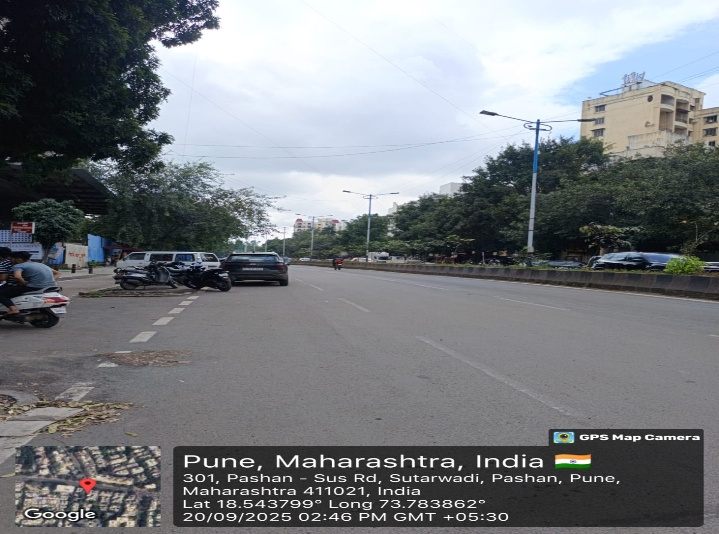 GPS Map Camera
Pune, Maharashtra, India
301, Pashan - Sus Rd, Sutarwadi, Pashan, Pune,
Maharashtra 411021, India
Lat 18.543799° Long 73.783862°
20/09/2025 02:46 PM GMT +05:30
Google